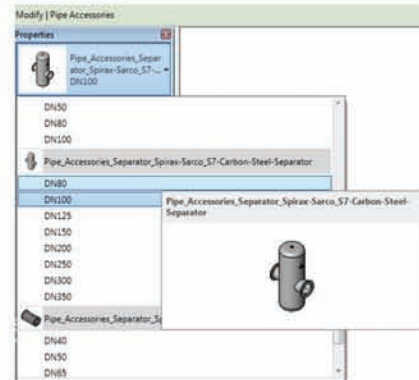 Modify | Pipe Accessories
Properties
Pipe_Accessories_Separ
ator_Spirax-Sarco_S7-...
DN100
DN50
DN80
DN100
Pipe_Accessories_Separator_Spirax-Sarco_S7-Carbon-Steel-Separator
DN80
DN100
Pipe_Accessories_Separator_Spirax-Sarco_S7-Carbon-Steel-
Separator
DN125
DN150
DN200
DN250
DN300
DN350
Pipe_Accessories_Separator_Sp
DN40
DN50
DN65